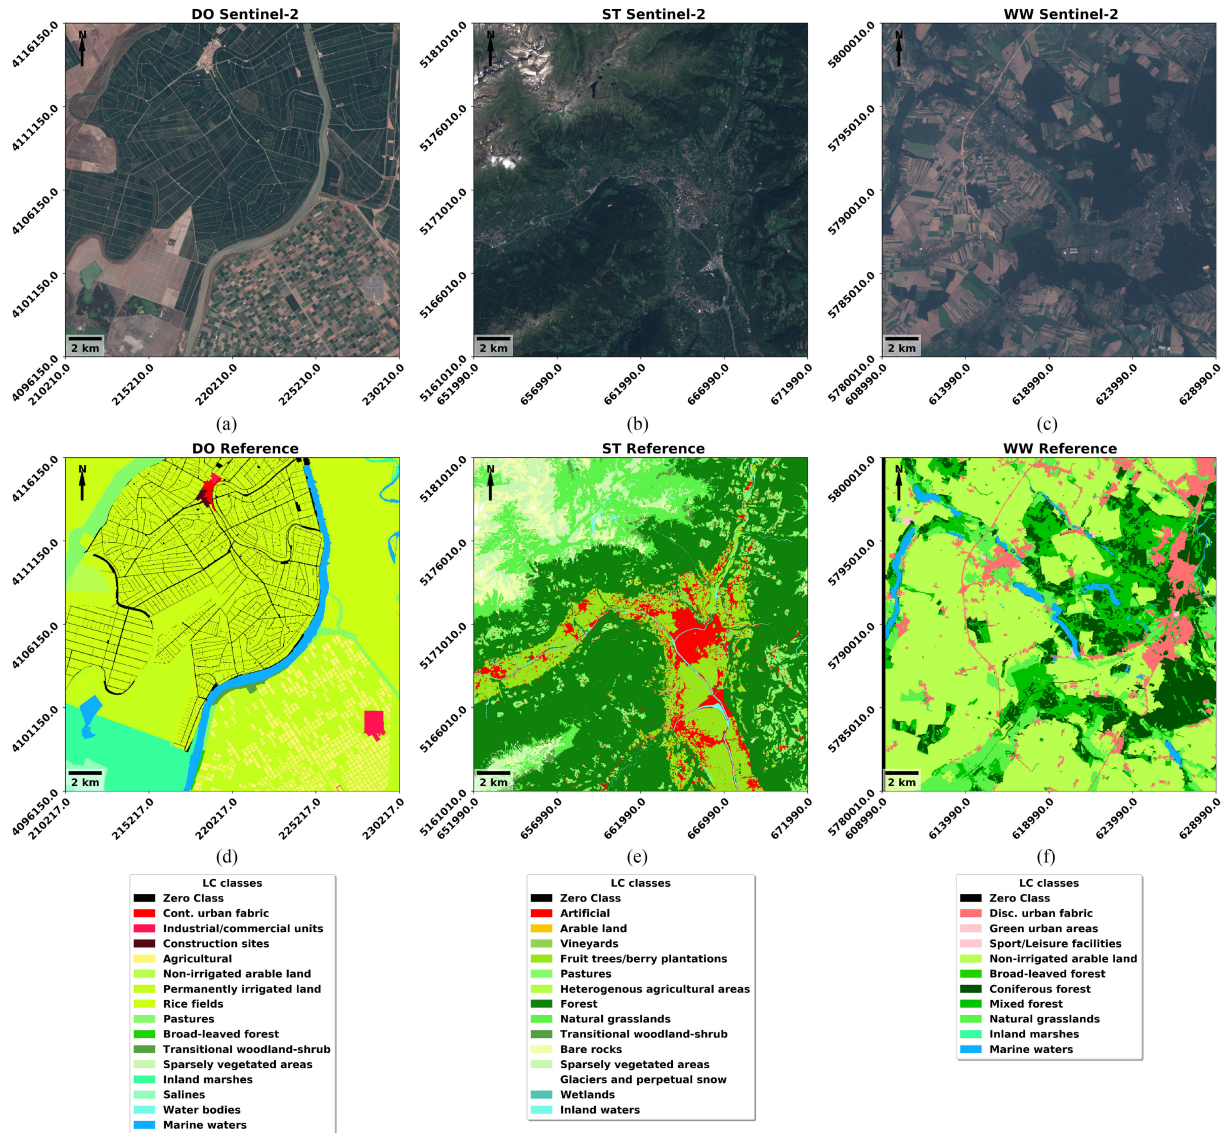 DO Sentinel-2
N
4116150.0
4111150.0
4106150.0
4101150.0
4096150.0
2 km
210210.0
215210.0
220210.0
225210.0
230210.0
(a)
ST Sentinel-2
N
5181010.0
5176010.0
5171010.0
5166010.0
5161010.0
2 km
651990.0
656990.0
661990.0
666990.0
671990.0
(b)
WW Sentinel-2
N
5800010.0
5795010.0
5790010.0
5785010.0
5780010.0
2 km
608990.0
613990.0
618990.0
623990.0
628990.0
(c)
DO Reference
N
4116150.0
4111150.0
4106150.0
4101150.0
4096150.0
2 km
210217.0
215217.0
220217.0
225217.0
230217.0
(d)
ST Reference
N
5181010.0
5176010.0
5171010.0
5166010.0
5161010.0
2 km
651990.0
656990.0
661990.0
666990.0
671990.0
(e)
WW Reference
N
5800010.0
5795010.0
5790010.0
5785010.0
5780010.0
2 km
608990.0
613990.0
618990.0
623990.0
628990.0
(f)
LC classes
Zero Class
Cont. urban fabric
Industrial/commercial units
Construction sites
Agricultural
Non-irrigated arable land
Permanently irrigated land
Rice fields
Pastures
Broad-leaved forest
Transitional woodland-shrub
Sparsely vegetated areas
Inland marshes
Salines
Water bodies
Marine waters
LC classes
Zero Class
Artificial
Arable land
Vineyards
Fruit trees/berry plantations
Pastures
Heterogenous agricultural areas
Forest
Natural grasslands
Transitional woodland-shrub
Bare rocks
Sparsely vegetated areas
Glaciers and perpetual snow
Wetlands
Inland waters
LC classes
Zero Class
Disc. urban fabric
Green urban areas
Sport/Leisure facilities
Non-irrigated arable land
Broad-leaved forest
Coniferous forest
Mixed forest
Natural grasslands
Inland marshes
Marine waters